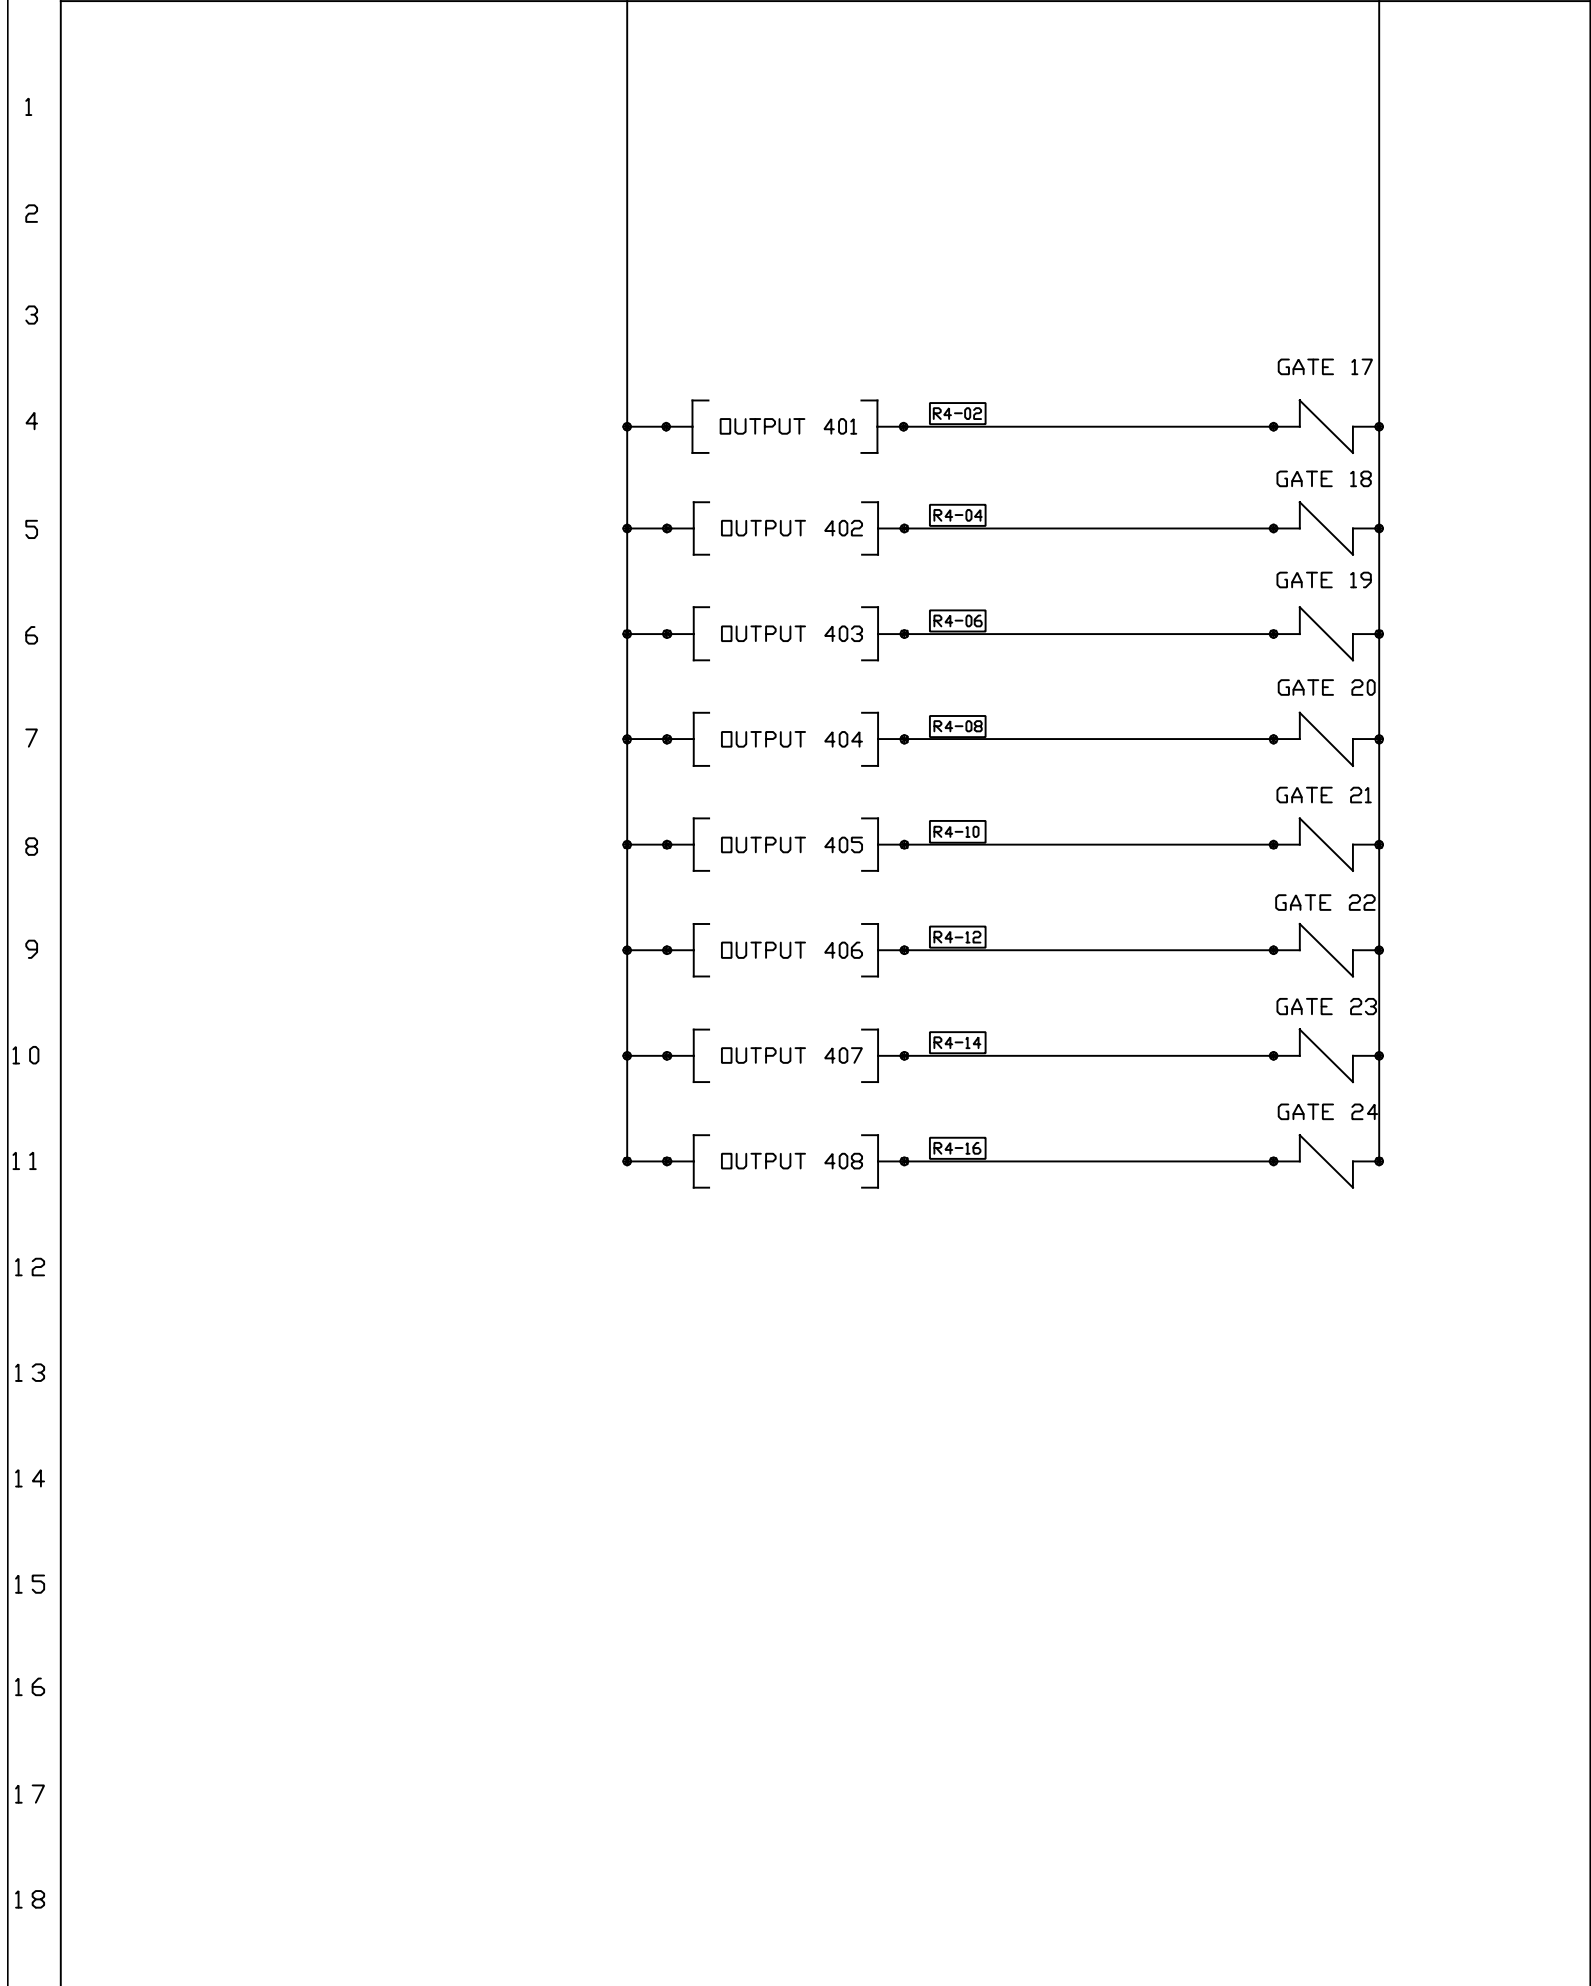 1
2
3
GATE 17
4 OUTPUT 401 R4-02
GATE 18
5 OUTPUT 402 R4-04
GATE 19
6 OUTPUT 403 R4-06
GATE 20
7 OUTPUT 404 R4-08
GATE 21
8 OUTPUT 405 R4-10
GATE 22
9 OUTPUT 406 R4-12
GATE 23
10 OUTPUT 407 R4-14
GATE 24
11 OUTPUT 408 R4-16
12
13
14
15
16
17
18